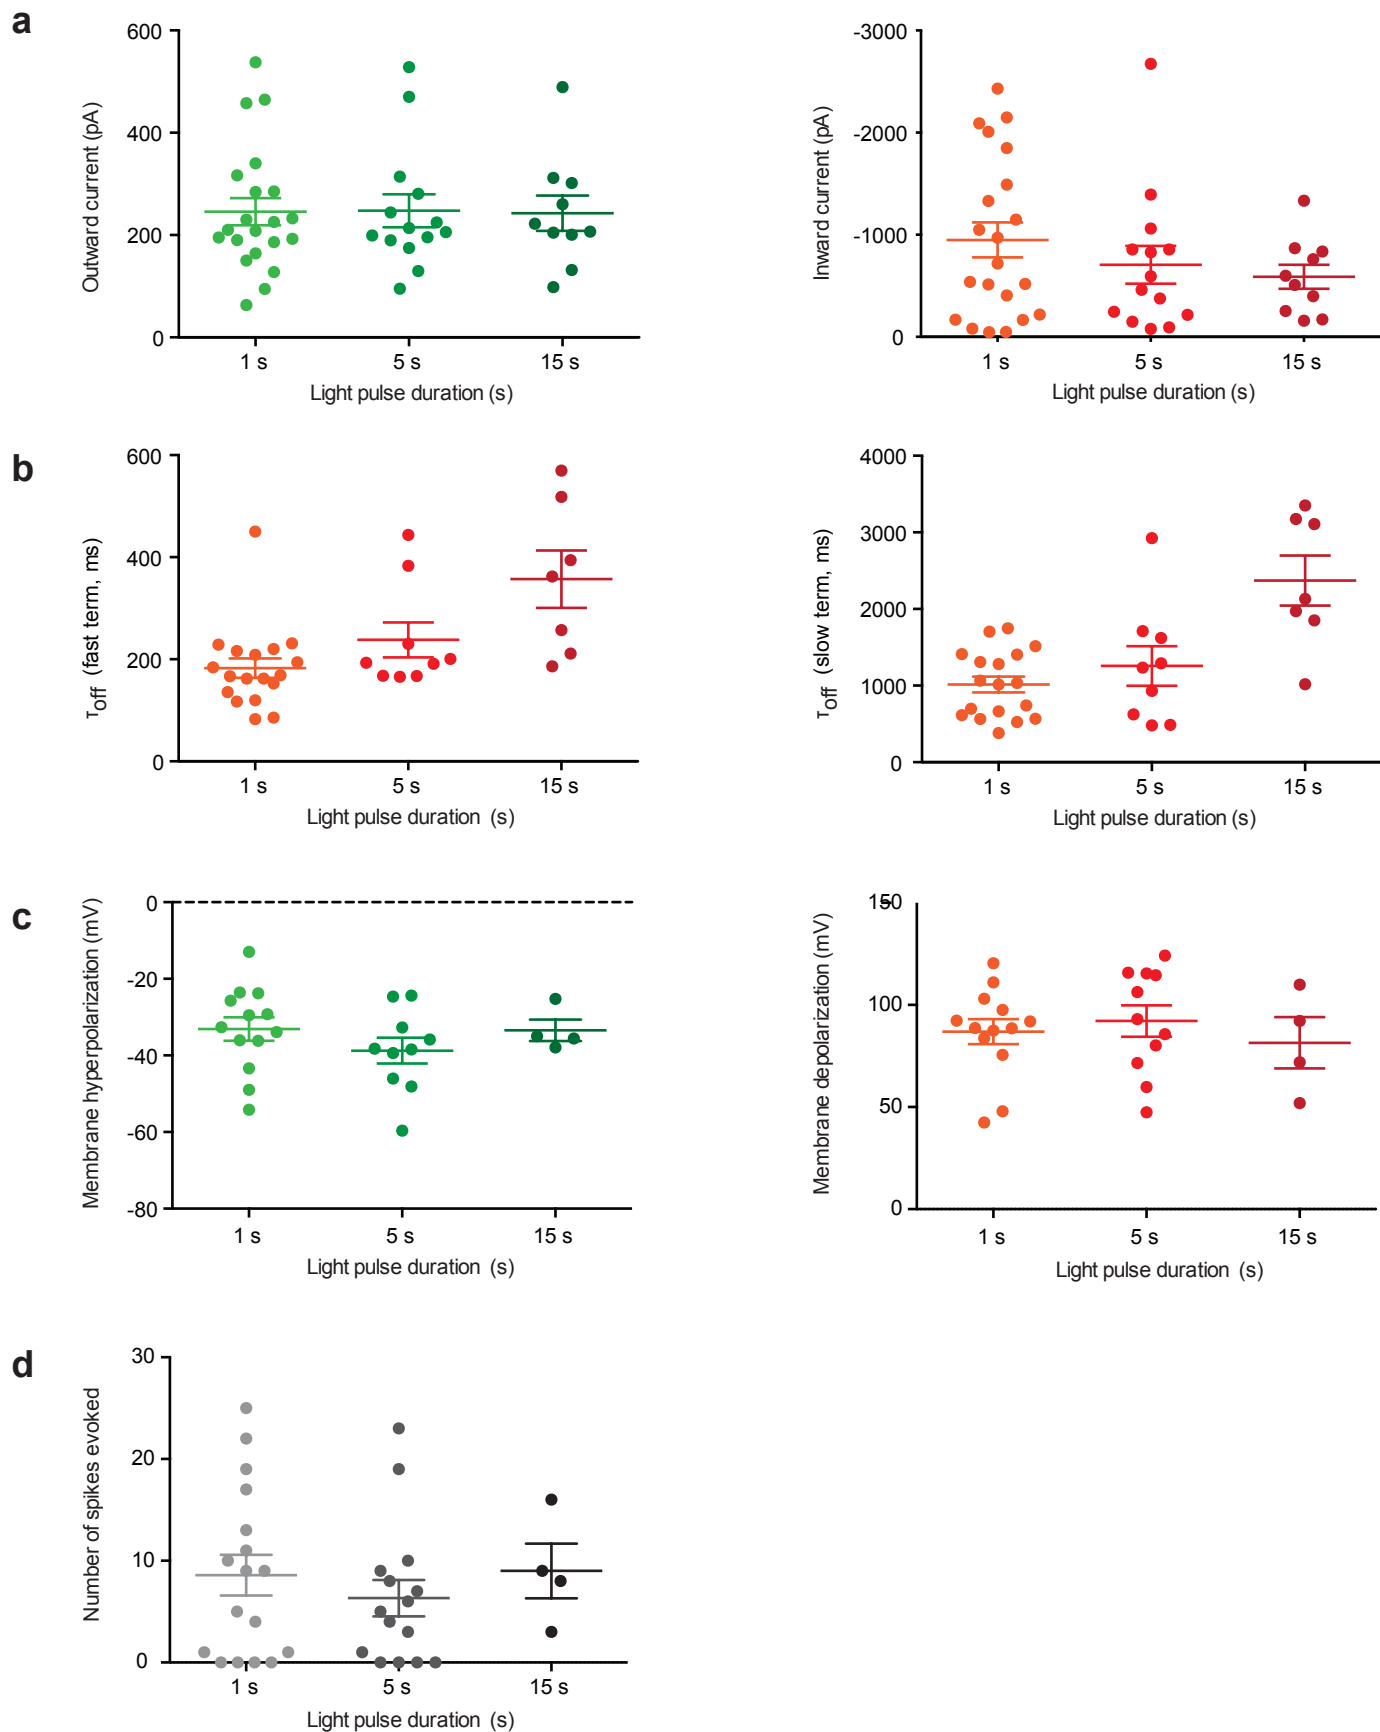 a
600
400
200
0
Outward current (pA)
1 s
5 s
15 s
Light pulse duration (s)
-3000
-2000
-1000
0
Inward current (pA)
1 s
5 s
15 s
Light pulse duration (s)
b
600
400
200
0
τoff (fast term, ms)
1 s
5 s
15 s
Light pulse duration (s)
4000
3000
2000
1000
0
τoff (slow term, ms)
1 s
5 s
15 s
Light pulse duration (s)
c
0
-20
-40
-60
-80
Membrane hyperpolarization (mV)
1 s
5 s
15 s
Light pulse duration (s)
150
100
50
0
Membrane depolarization (mV)
1 s
5 s
15 s
Light pulse duration (s)
d
30
20
10
0
Number of spikes evoked
1 s
5 s
15 s
Light pulse duration (s)